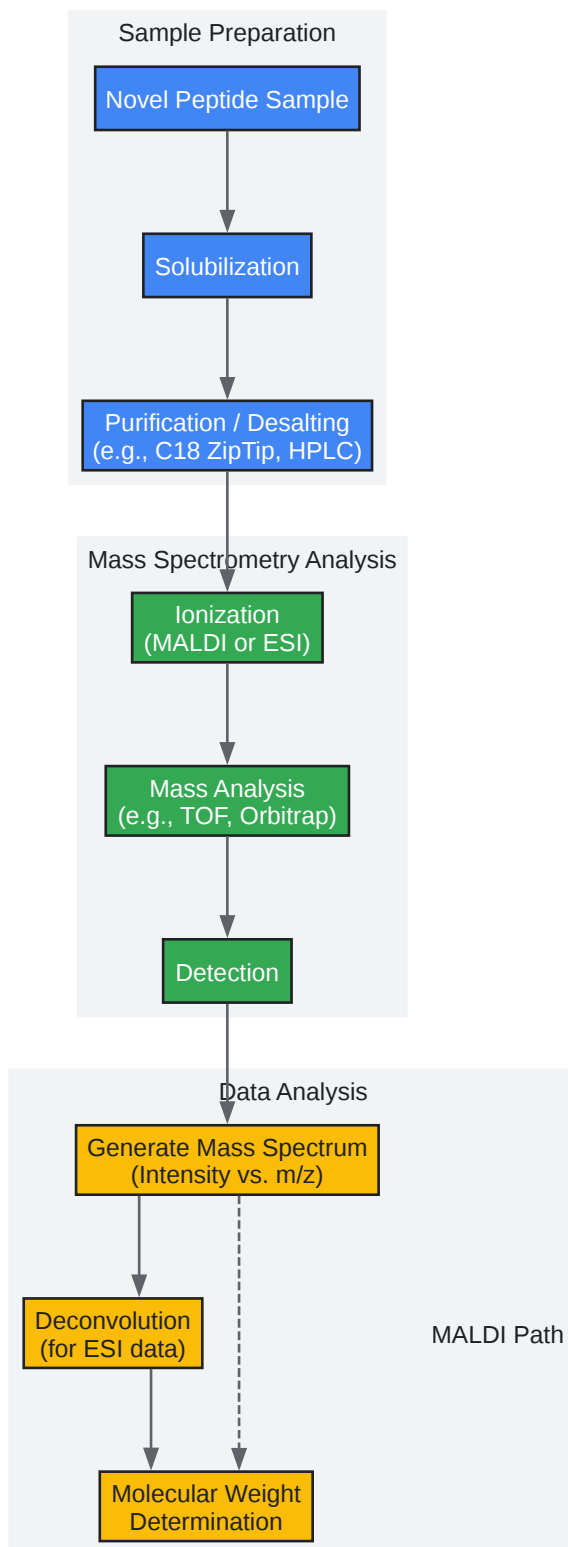 Sample Preparation
Novel Peptide Sample
Solubilization
Purification / Desalting
(e.g., C18 ZipTip, HPLC)
Mass Spectrometry Analysis
Ionization
(MALDI or ESI)
Mass Analysis
(e.g., TOF, Orbitrap)
Detection
Data Analysis
Generate Mass Spectrum
(Intensity vs. m/z)
Deconvolution
(for ESI data)
MALDI Path
Molecular Weight
Determination